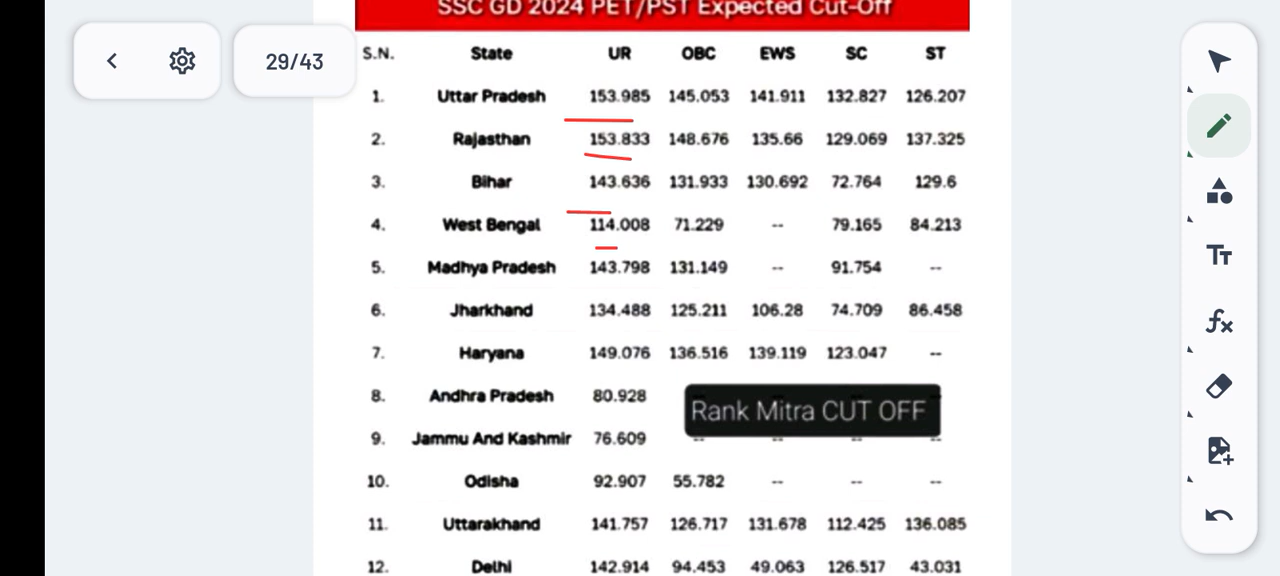 SSC GD 2024 PET/PST Expected Cut-Off
29/43
S.N. State UR OBC EWS SC ST
1. Uttar Pradesh 153.985 145.053 141.911 132.827 126.207
2. Rajasthan 153.833 148.676 135.66 129.069 137.325
3. Bihar 143.636 131.933 130.692 72.764 129.6
4. West Bengal 114.008 71.229 -- 79.165 84.213
5. Madhya Pradesh 143.798 131.149 -- 91.754 --
6. Jharkhand 134.488 125.211 106.28 74.709 86.458
7. Haryana 149.076 136.516 139.119 123.047 --
8. Andhra Pradesh 80.928
Rank Mitra CUT OFF
9. Jammu And Kashmir 76.609 -- -- -- --
10. Odisha 92.907 55.782 -- -- --
11. Uttarakhand 141.757 126.717 131.678 112.425 136.085
12. Delhi 142.914 94.453 49.063 126.517 43.031
Tт
fx